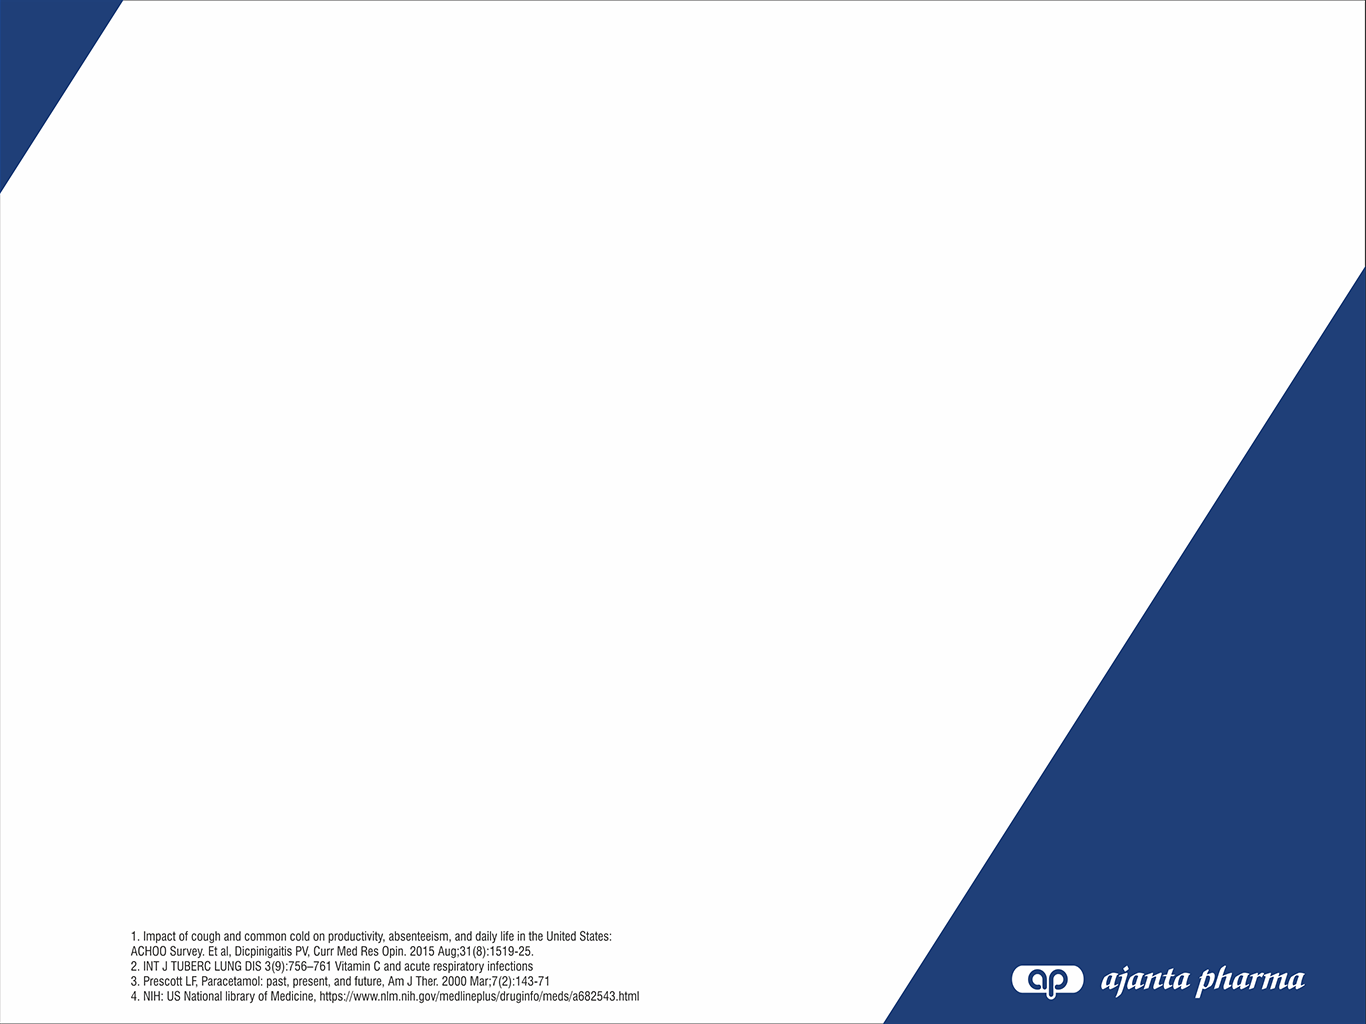 1. Impact of cough and common cold on productivity, absenteeism, and daily life in the United States:
ACHOO Survey. Et al, Dicpinigaitis PV, Curr Med Res Opin. 2015 Aug;31(8):1519-25.
2. INT J TUBERC LUNG DIS 3(9):756–761 Vitamin C and acute respiratory infections
3. Prescott LF, Paracetamol: past, present, and future, Am J Ther. 2000 Mar;7(2):143-71
4. NIH: US National library of Medicine, https://www.nlm.nih.gov/medlineplus/druginfo/meds/a682543.html
ap ajanta pharma